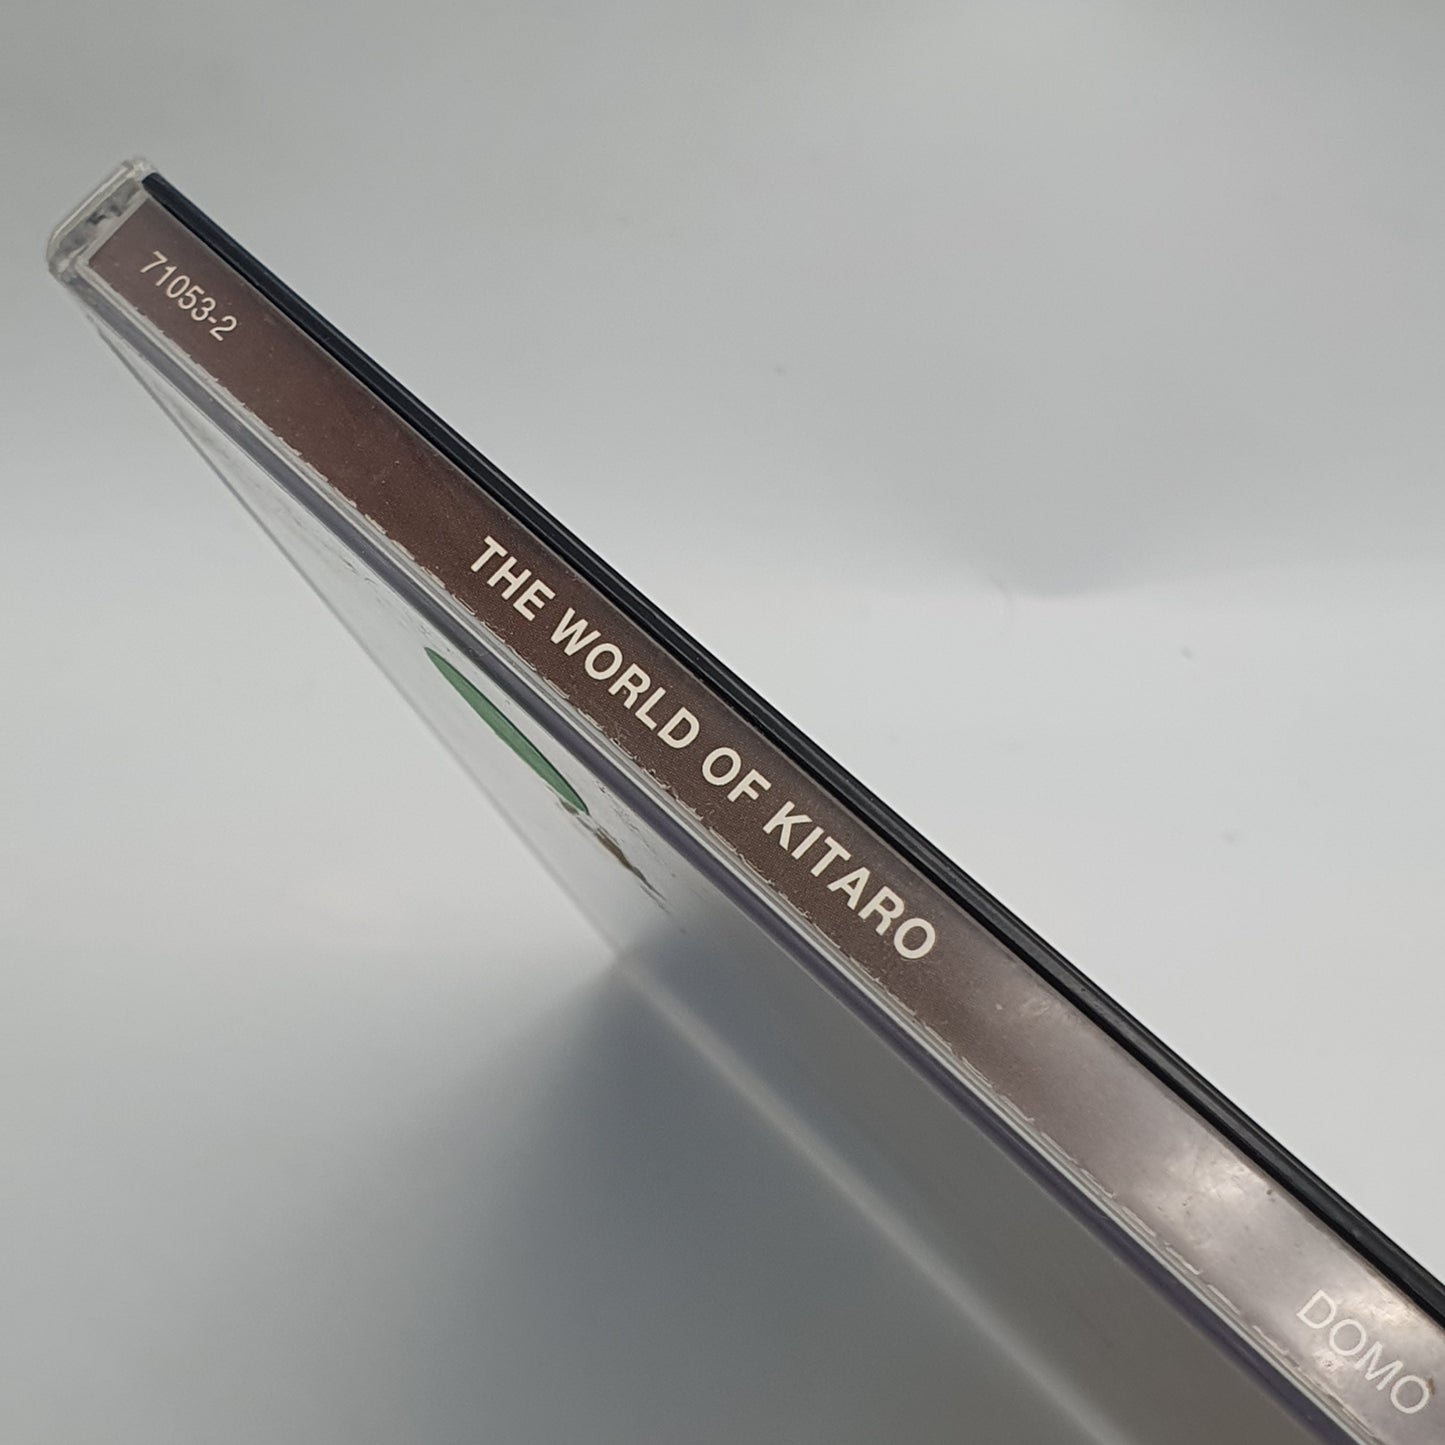 71053-2
THE WORLD OF KITARO
DOMO